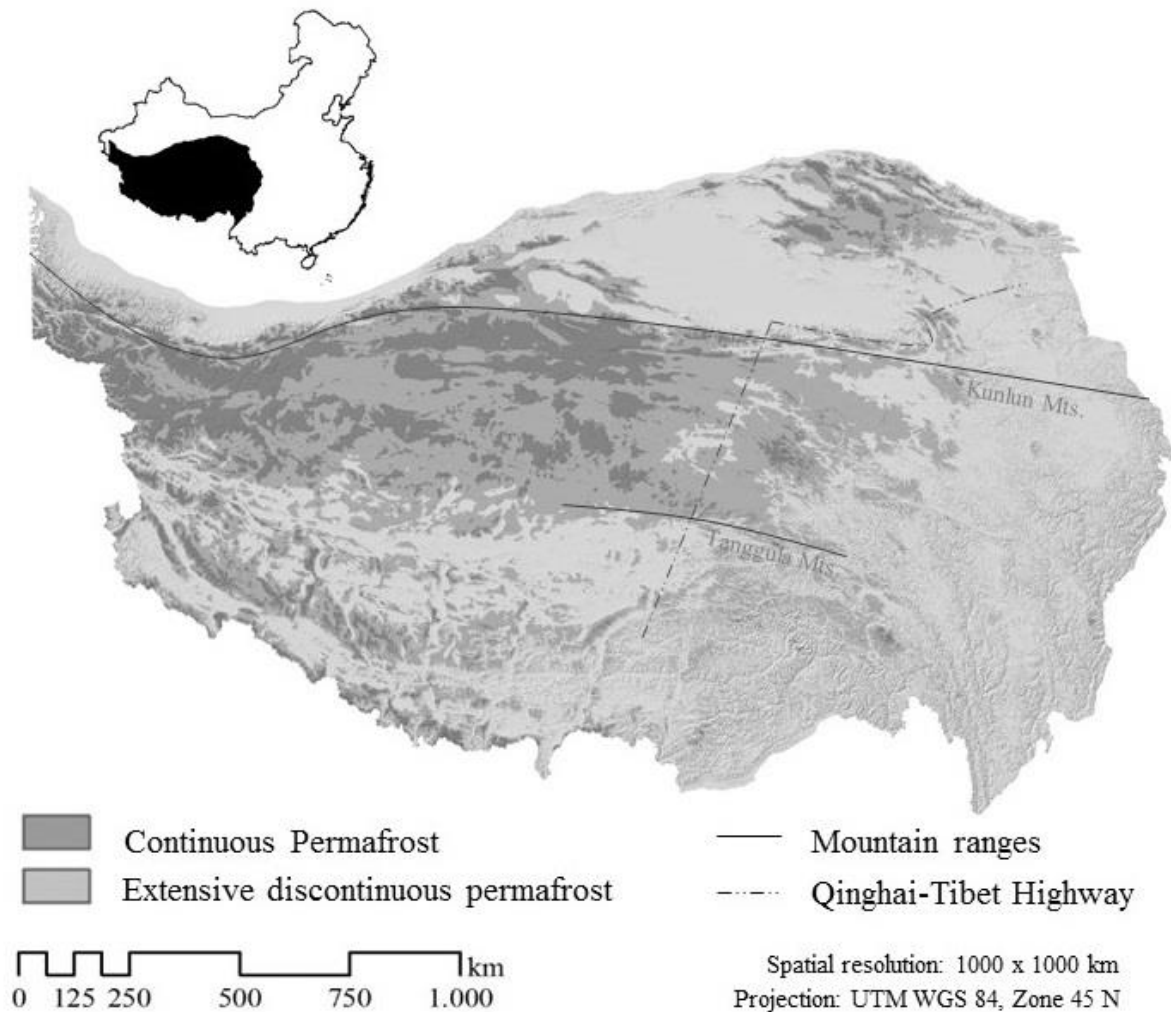 Kunlun Mts.
Tanggula Mts.
Continuous Permafrost
Extensive discontinuous permafrost
Mountain ranges
Qinghai-Tibet Highway
km
0 125 250 500 750 1.000
Spatial resolution: 1000 x 1000 km
Projection: UTM WGS 84, Zone 45 N